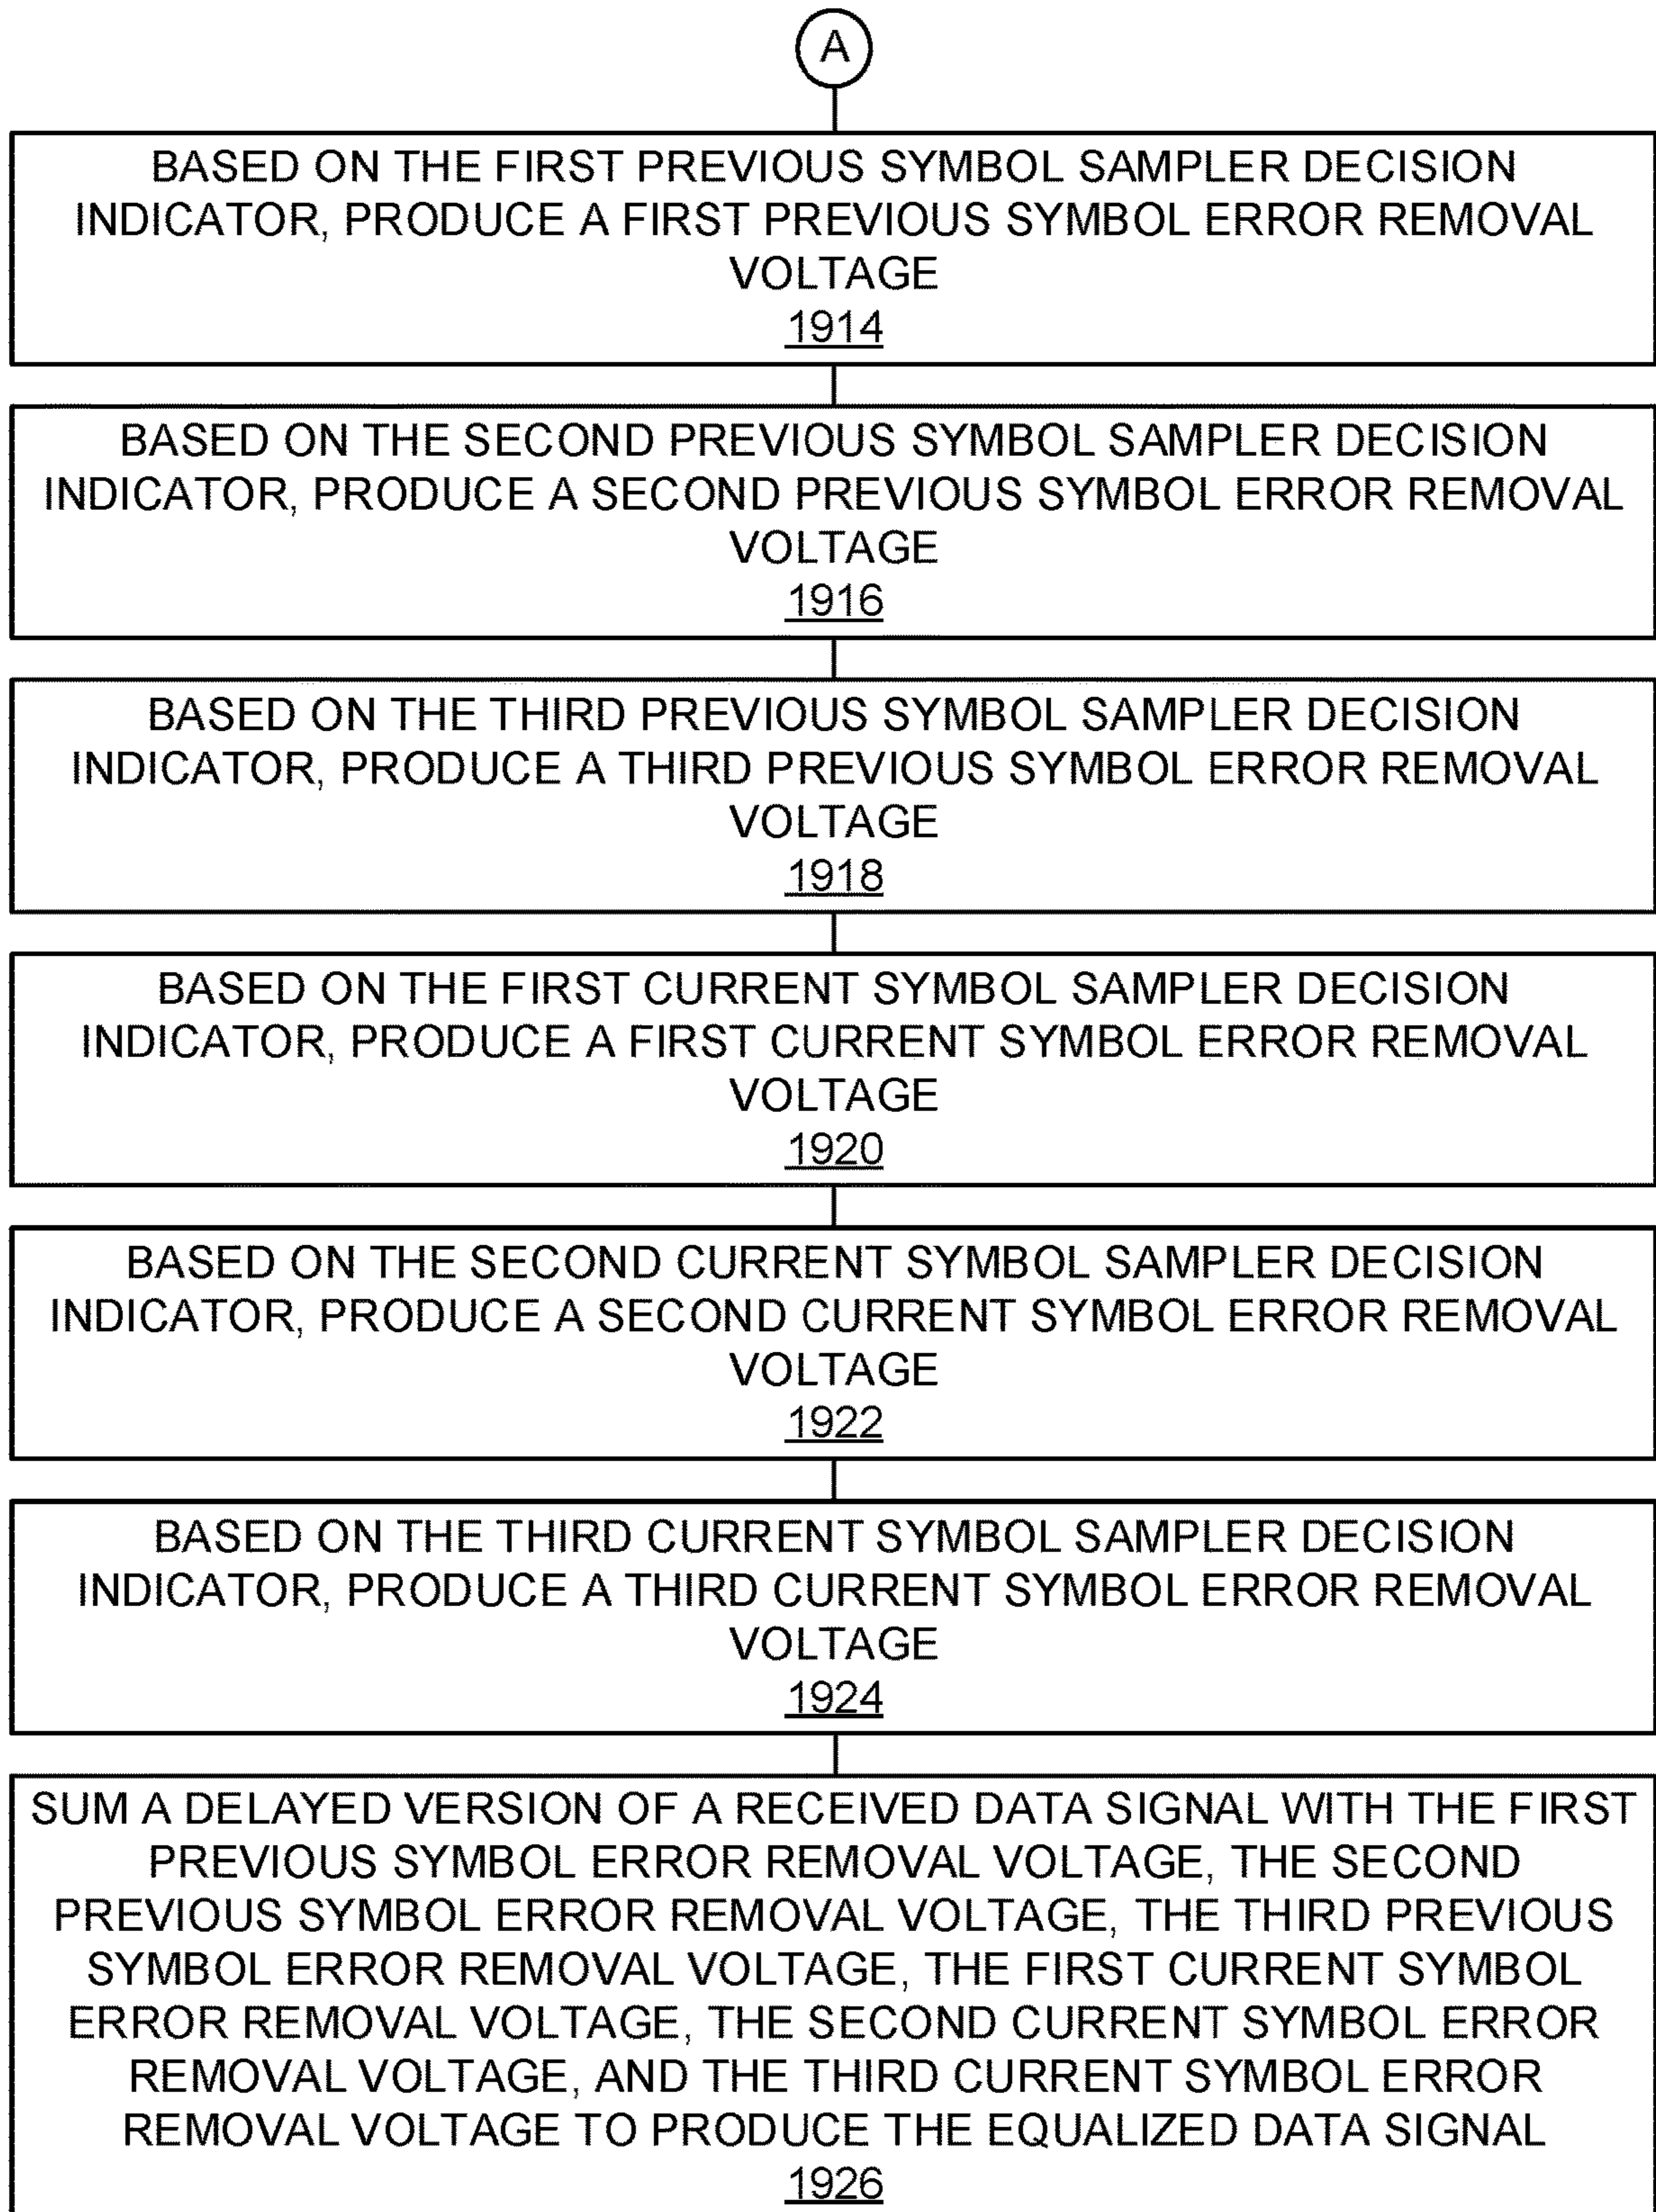 A
BASED ON THE FIRST PREVIOUS SYMBOL SAMPLER DECISION
INDICATOR, PRODUCE A FIRST PREVIOUS SYMBOL ERROR REMOVAL
VOLTAGE
1914
BASED ON THE SECOND PREVIOUS SYMBOL SAMPLER DECISION
INDICATOR, PRODUCE A SECOND PREVIOUS SYMBOL ERROR REMOVAL
VOLTAGE
1916
BASED ON THE THIRD PREVIOUS SYMBOL SAMPLER DECISION
INDICATOR, PRODUCE A THIRD PREVIOUS SYMBOL ERROR REMOVAL
VOLTAGE
1918
BASED ON THE FIRST CURRENT SYMBOL SAMPLER DECISION
INDICATOR, PRODUCE A FIRST CURRENT SYMBOL ERROR REMOVAL
VOLTAGE
1920
BASED ON THE SECOND CURRENT SYMBOL SAMPLER DECISION
INDICATOR, PRODUCE A SECOND CURRENT SYMBOL ERROR REMOVAL
VOLTAGE
1922
BASED ON THE THIRD CURRENT SYMBOL SAMPLER DECISION
INDICATOR, PRODUCE A THIRD CURRENT SYMBOL ERROR REMOVAL
VOLTAGE
1924
SUM A DELAYED VERSION OF A RECEIVED DATA SIGNAL WITH THE FIRST
PREVIOUS SYMBOL ERROR REMOVAL VOLTAGE, THE SECOND
PREVIOUS SYMBOL ERROR REMOVAL VOLTAGE, THE THIRD PREVIOUS
SYMBOL ERROR REMOVAL VOLTAGE, THE FIRST CURRENT SYMBOL
ERROR REMOVAL VOLTAGE, THE SECOND CURRENT SYMBOL ERROR
REMOVAL VOLTAGE, AND THE THIRD CURRENT SYMBOL ERROR
REMOVAL VOLTAGE TO PRODUCE THE EQUALIZED DATA SIGNAL
1926